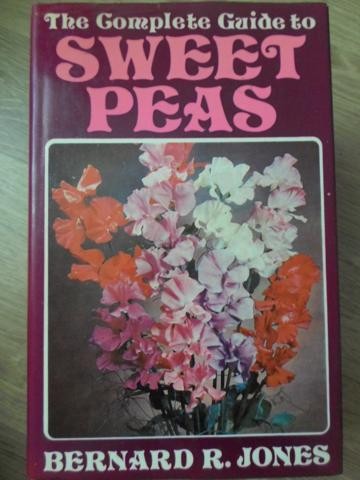 The Complete Guide to
SWEET
PEAS
BERNARD R. JONES